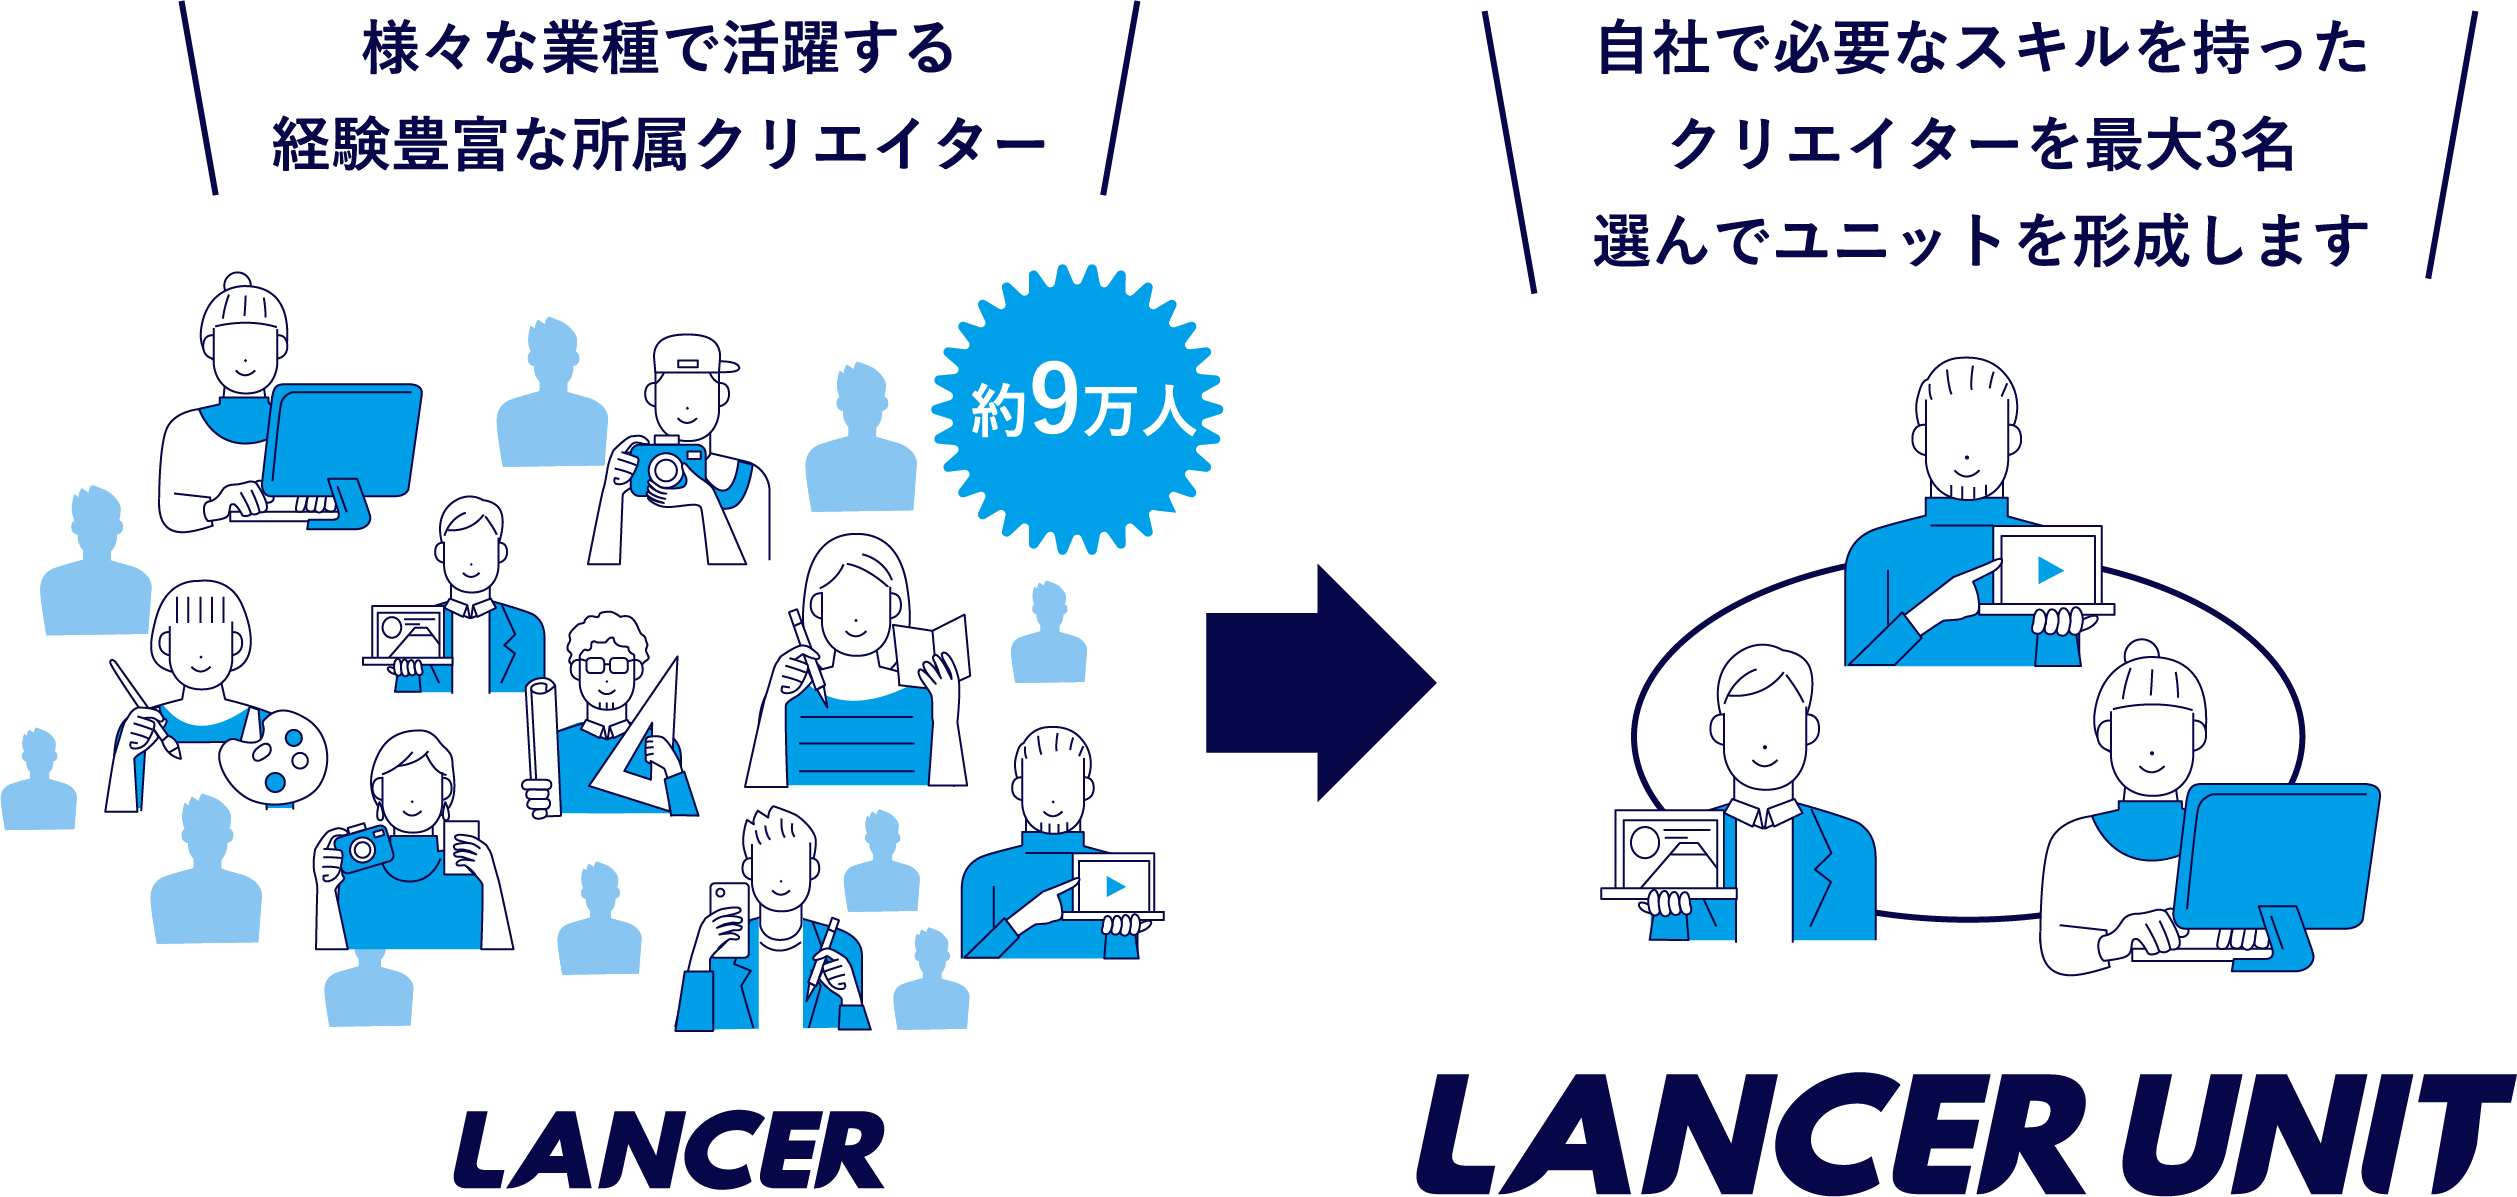 様々な業種で活躍する
経験豊富な所属クリエイター
約9万人
LANCER
自社で必要なスキルを持った
クリエイターを最大3名
選んでユニットを形成します
LANCER UNIT